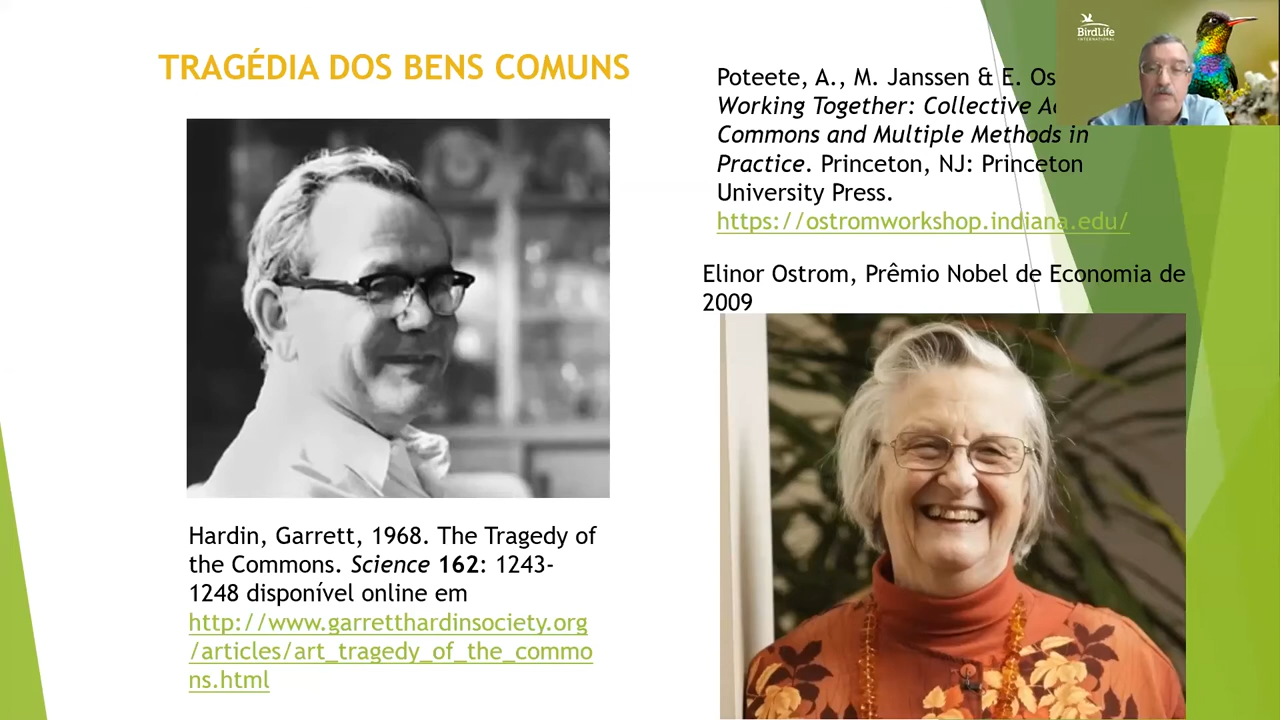 TRAGÉDIA DOS BENS COMUNS
Hardin, Garrett, 1968. The Tragedy of
the Commons. Science 162: 1243-
1248 disponível online em
http://www.garretthardinsociety.org
/articles/art_tragedy_of_the_commo
ns.html
Poteete, A., M. Janssen & E. Os
Working Together: Collective Ac
Commons and Multiple Methods in
Practice. Princeton, NJ: Princeton
University Press.
https://ostromworkshop.indiana.edu/
Elinor Ostrom, Prêmio Nobel de Economia de
2009
BirdLife
INTERNATIONAL